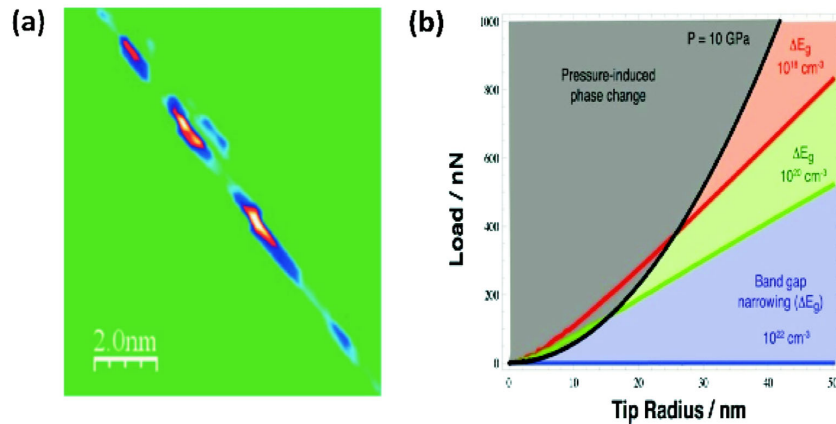 (a)
2.0nm
(b)
Load / nN
1000
800
600
400
200
0
P = 10 GPa
Pressure-induced
phase change
ΔEg
10¹⁸ cm⁻³
ΔEg
10²⁰ cm⁻³
Band gap
narrowing (ΔEg)
10²² cm⁻³
0
10
20
30
40
50
Tip Radius / nm